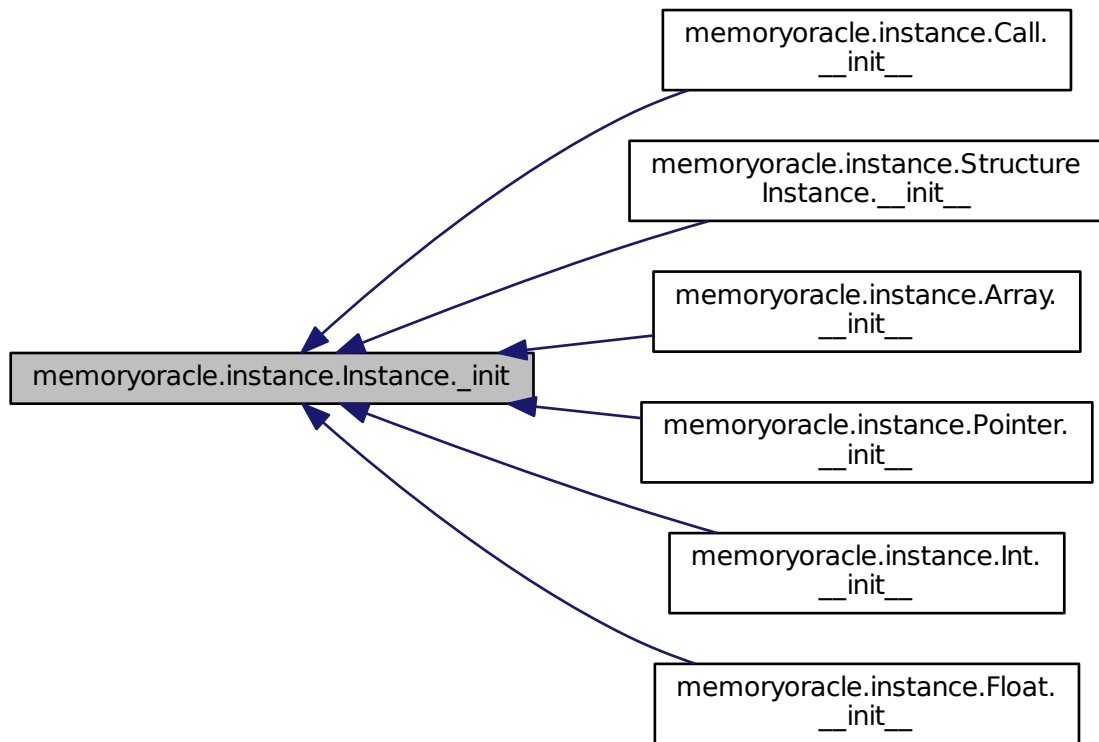 memoryoracle.instance.Call.
__init__
memoryoracle.instance.Structure
Instance.__init__
memoryoracle.instance.Array.
__init__
memoryoracle.instance.Instance._init
memoryoracle.instance.Pointer.
__init__
memoryoracle.instance.Int.
__init__
memoryoracle.instance.Float.
__init__